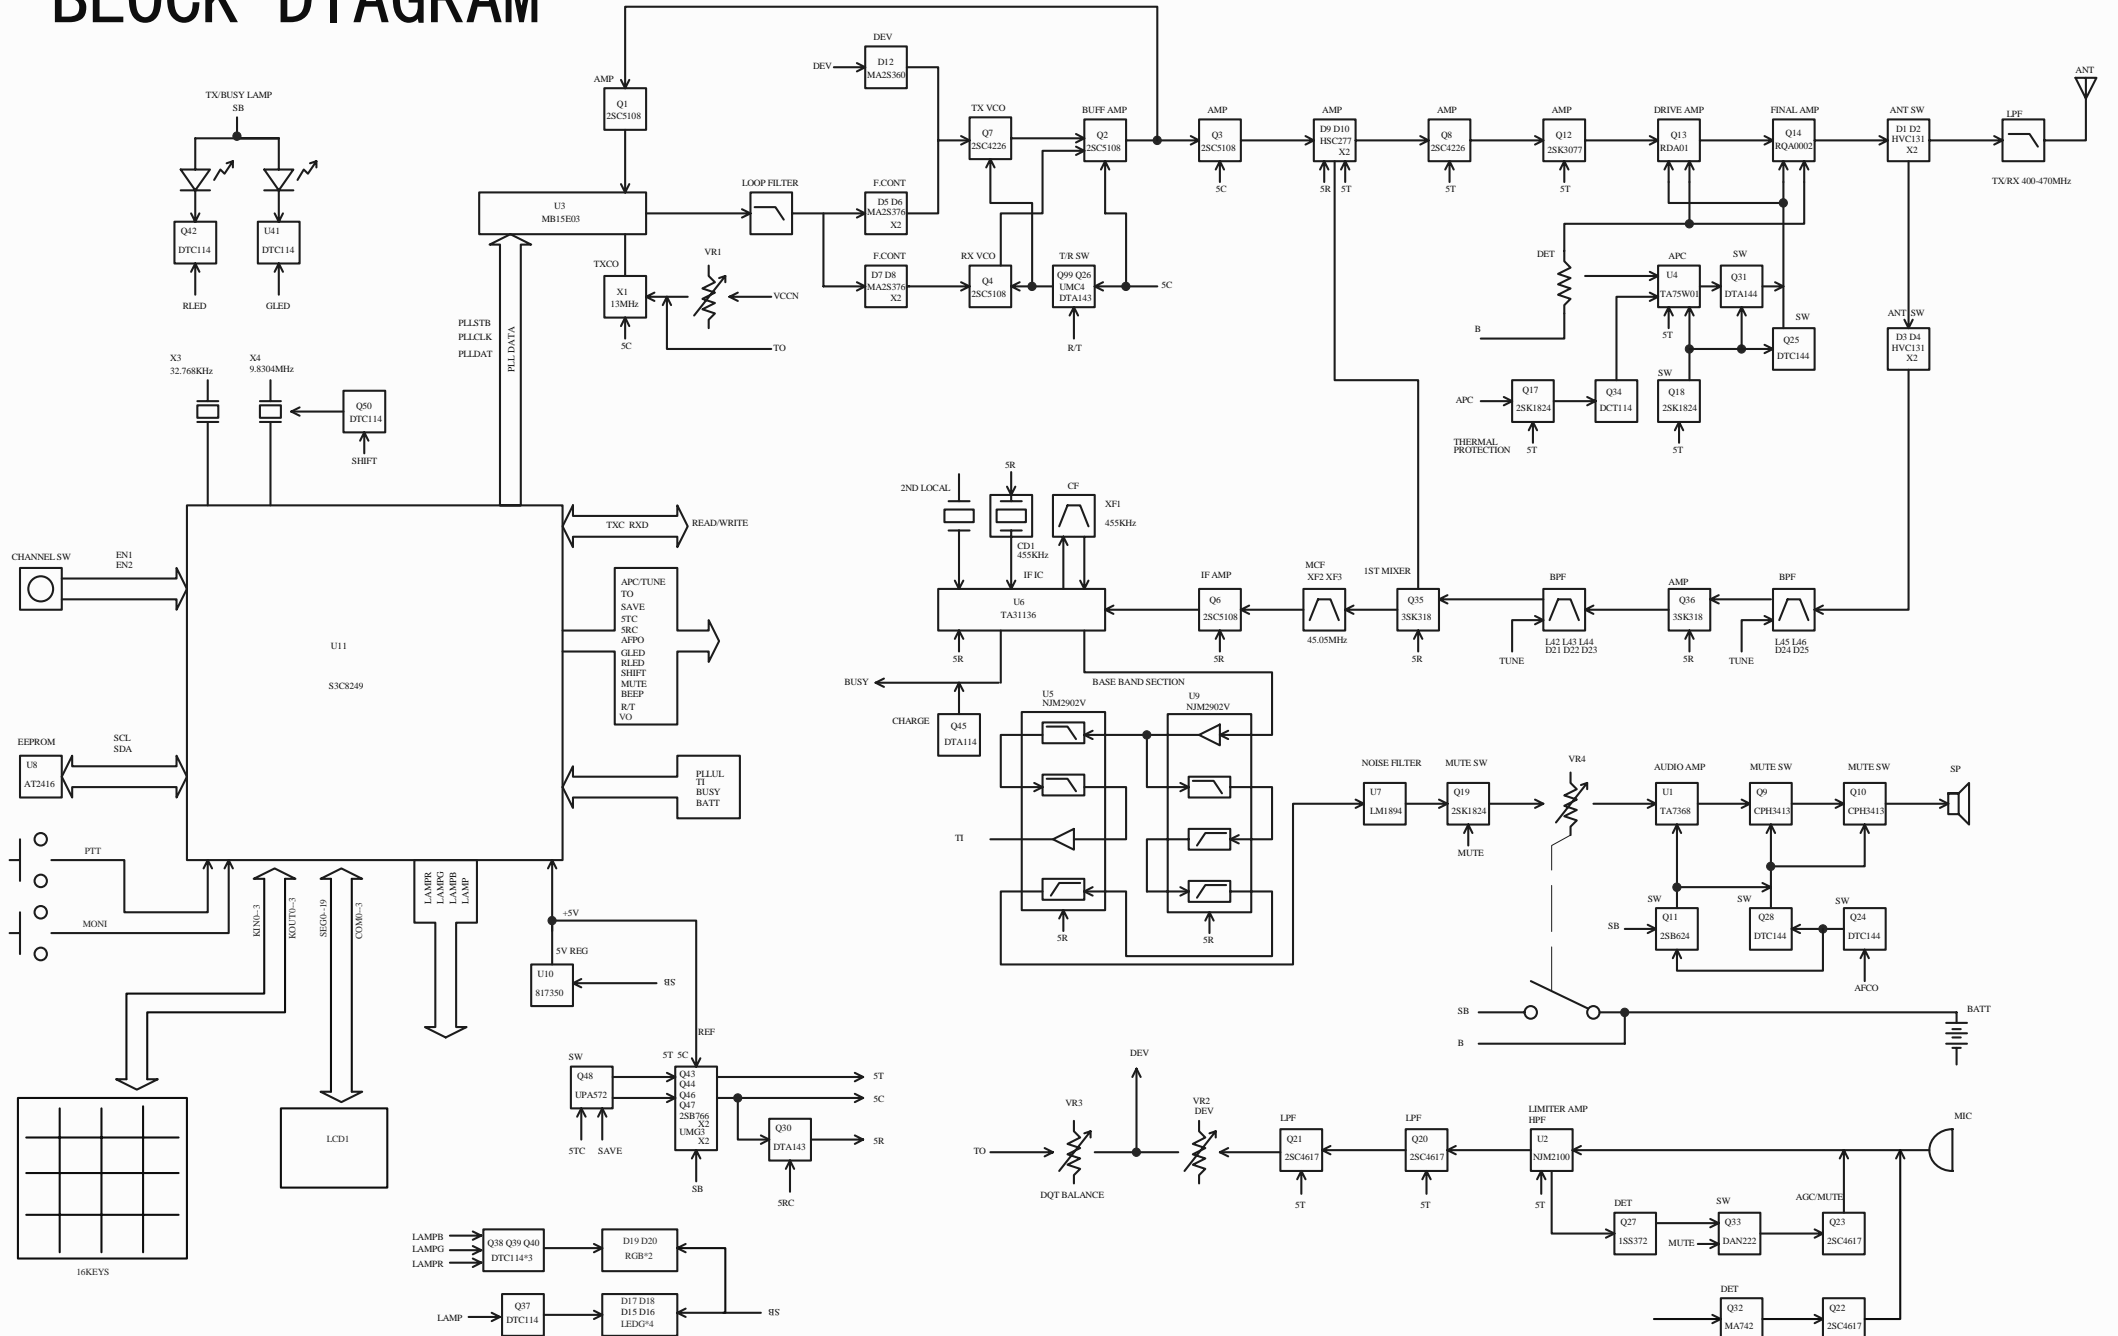 BLOCK DIAGRAM
TX/BUSY LAMP
SB
Q42
DTC114
U41
DTC114
RLED
GLED
X3
32.768KHz
X4
9.8304MHz
Q50
DTC114
SHIFT
AMP
Q1
2SC5108
U3
MB15E03
TXCO
X1
13MHz
5C
VR1
VCCN
TO
PLLSTB
PLLCLK
PLLDAT
PLL DATA
LOOP FILTER
DEV
DEV
D12
MA2S360
F.CONT
D5 D6
MA2S376
X2
F.CONT
D7 D8
MA2S376
X2
TX VCO
Q7
2SC4226
RX VCO
Q4
2SC5108
T/R SW
Q99 Q26
UMC4
DTA143
R/T
5C
BUFF AMP
Q2
2SC5108
AMP
Q3
2SC5108
5C
AMP
D9 D10
HSC277
X2
5R
5T
AMP
Q8
2SC4226
5T
AMP
Q12
2SK3077
5T
DRIVE AMP
Q13
RDA01
FINAL AMP
Q14
RQA0002
ANT SW
D1 D2
HVC131
X2
LPF
ANT
TX/RX 400-470MHz
DET
B
APC
U4
TA75W01
5T
SW
Q31
DTA144
SW
Q25
DTC144
ANT SW
D3 D4
HVC131
X2
APC
Q17
2SK1824
Q34
DCT114
SW
Q18
2SK1824
THERMAL
PROTECTION
5T
5T
CHANNEL SW
EN1
EN2
U11
S3C8249
TXC RXD
READ/WRITE
APC/TUNE
TO
SAVE
5TC
5RC
AFPO
GLED
RLED
SHIFT
MUTE
BEEP
R/T
VO
PLLUL
TI
BUSY
BATT
EEPROM
U8
AT2416
SCL
SDA
PTT
MONI
KIN0~3
KOUT0~3
SEG0~19
COM0~3
LAMPR
LAMPG
LAMPB
LAMP
2ND LOCAL
5R
CD1
455KHz
CF
XF1
455KHz
IF IC
U6
TA31136
5R
IF AMP
Q6
2SC5108
5R
MCF
XF2 XF3
45.05MHz
1ST MIXER
Q35
3SK318
5R
BPF
TUNE
L42 L43 L44
D21 D22 D23
AMP
Q36
3SK318
5R
BPF
TUNE
L45 L46
D24 D25
BUSY
CHARGE
Q45
DTA114
BASE BAND SECTION
U5
NJM2902V
U9
NJM2902V
TI
5R
5R
NOISE FILTER
U7
LM1894
MUTE SW
Q19
2SK1824
MUTE
VR4
AUDIO AMP
U1
TA7368
MUTE SW
Q9
CPH3413
MUTE SW
Q10
CPH3413
SP
SW
SB
Q11
2SB624
SW
Q28
DTC144
SW
Q24
DTC144
AFCO
SB
B
BATT
+5V
5V REG
U10
817350
SB
REF
SW
Q48
UPA572
5TC
SAVE
5T 5C
Q43
Q44
Q46
Q47
2SB766
X2
UMG3
X2
SB
5T
5C
Q30
DTA143
5R
5RC
LCD1
16KEYS
LAMPB
LAMPG
LAMPR
Q38 Q39 Q40
DTC114*3
D19 D20
RGB*2
LAMP
Q37
DTC114
D17 D18
D15 D16
LEDG*4
SB
DEV
TO
VR3
DQT BALANCE
VR2
DEV
LPF
Q21
2SC4617
5T
LPF
Q20
2SC4617
5T
LIMITER AMP
HPF
U2
NJM2100
5T
MIC
DET
Q27
1SS372
SW
MUTE
Q33
DAN222
AGC/MUTE
Q23
2SC4617
DET
Q32
MA742
Q22
2SC4617